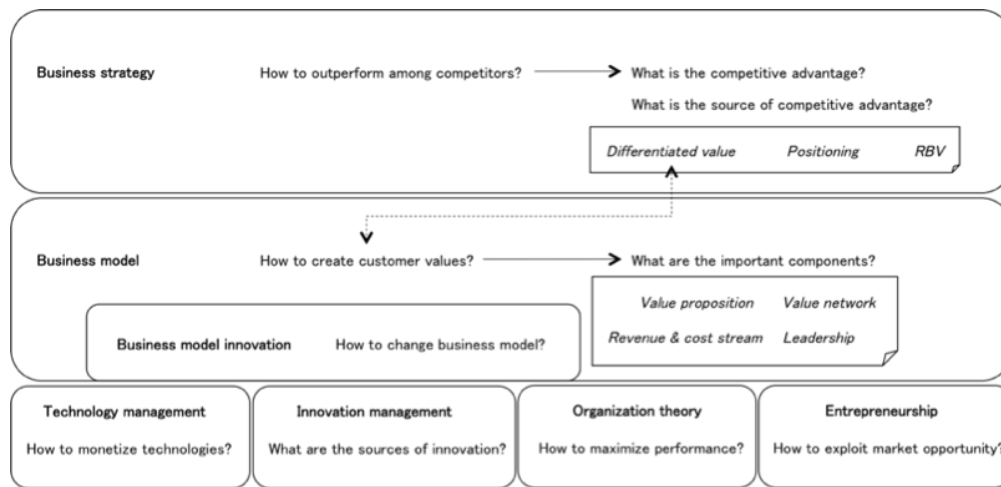 Business strategy
How to outperform among competitors?
What is the competitive advantage?
What is the source of competitive advantage?
Differentiated value
Positioning
RBV
Business model
How to create customer values?
What are the important components?
Value proposition
Value network
Revenue & cost stream
Leadership
Business model innovation
How to change business model?
Technology management
How to monetize technologies?
Innovation management
What are the sources of innovation?
Organization theory
How to maximize performance?
Entrepreneurship
How to exploit market opportunity?